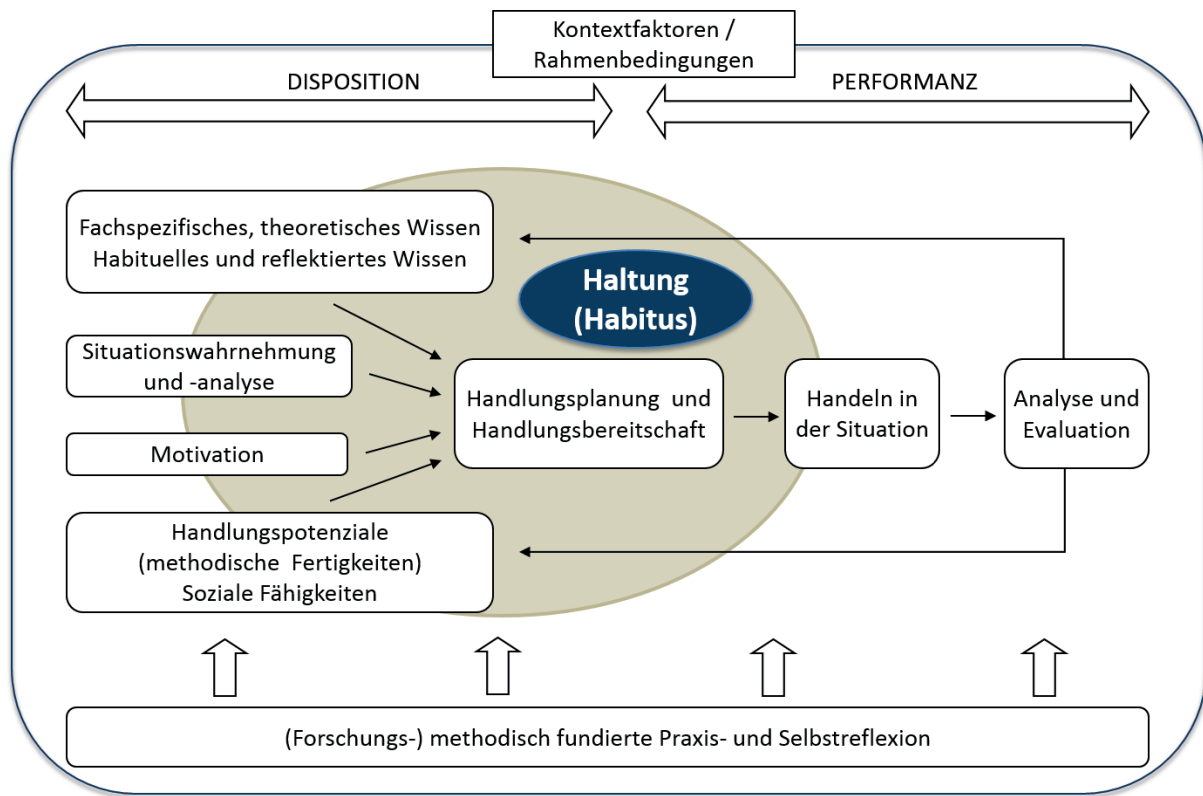 Kontextfaktoren /
Rahmenbedingungen
DISPOSITION
PERFORMANZ
Fachspezifisches, theoretisches Wissen
Habituelles und reflektiertes Wissen
Haltung
(Habitus)
Situationswahrnehmung
und -analyse
Motivation
Handlungspotenziale
(methodische Fertigkeiten)
Soziale Fähigkeiten
Handlungsplanung und
Handlungsbereitschaft
Handeln in
der Situation
Analyse und
Evaluation
(Forschungs-) methodisch fundierte Praxis- und Selbstreflexion